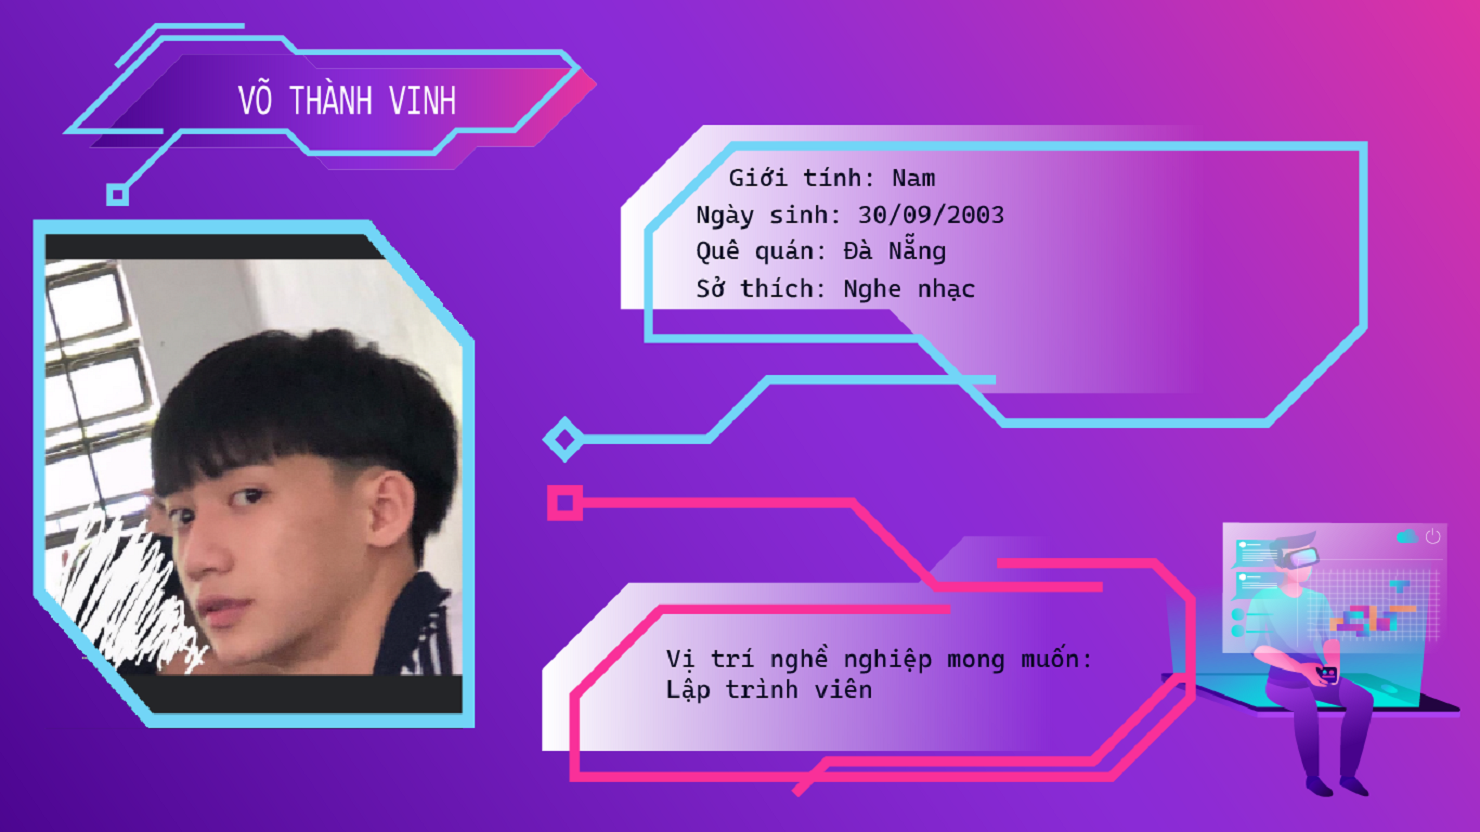 VÕ THÀNH VINH
Giới tính: Nam
Ngày sinh: 30/09/2003
Quê quán: Đà Nẵng
Sở thích: Nghe nhạc
Vị trí nghề nghiệp mong muốn:
Lập trình viên